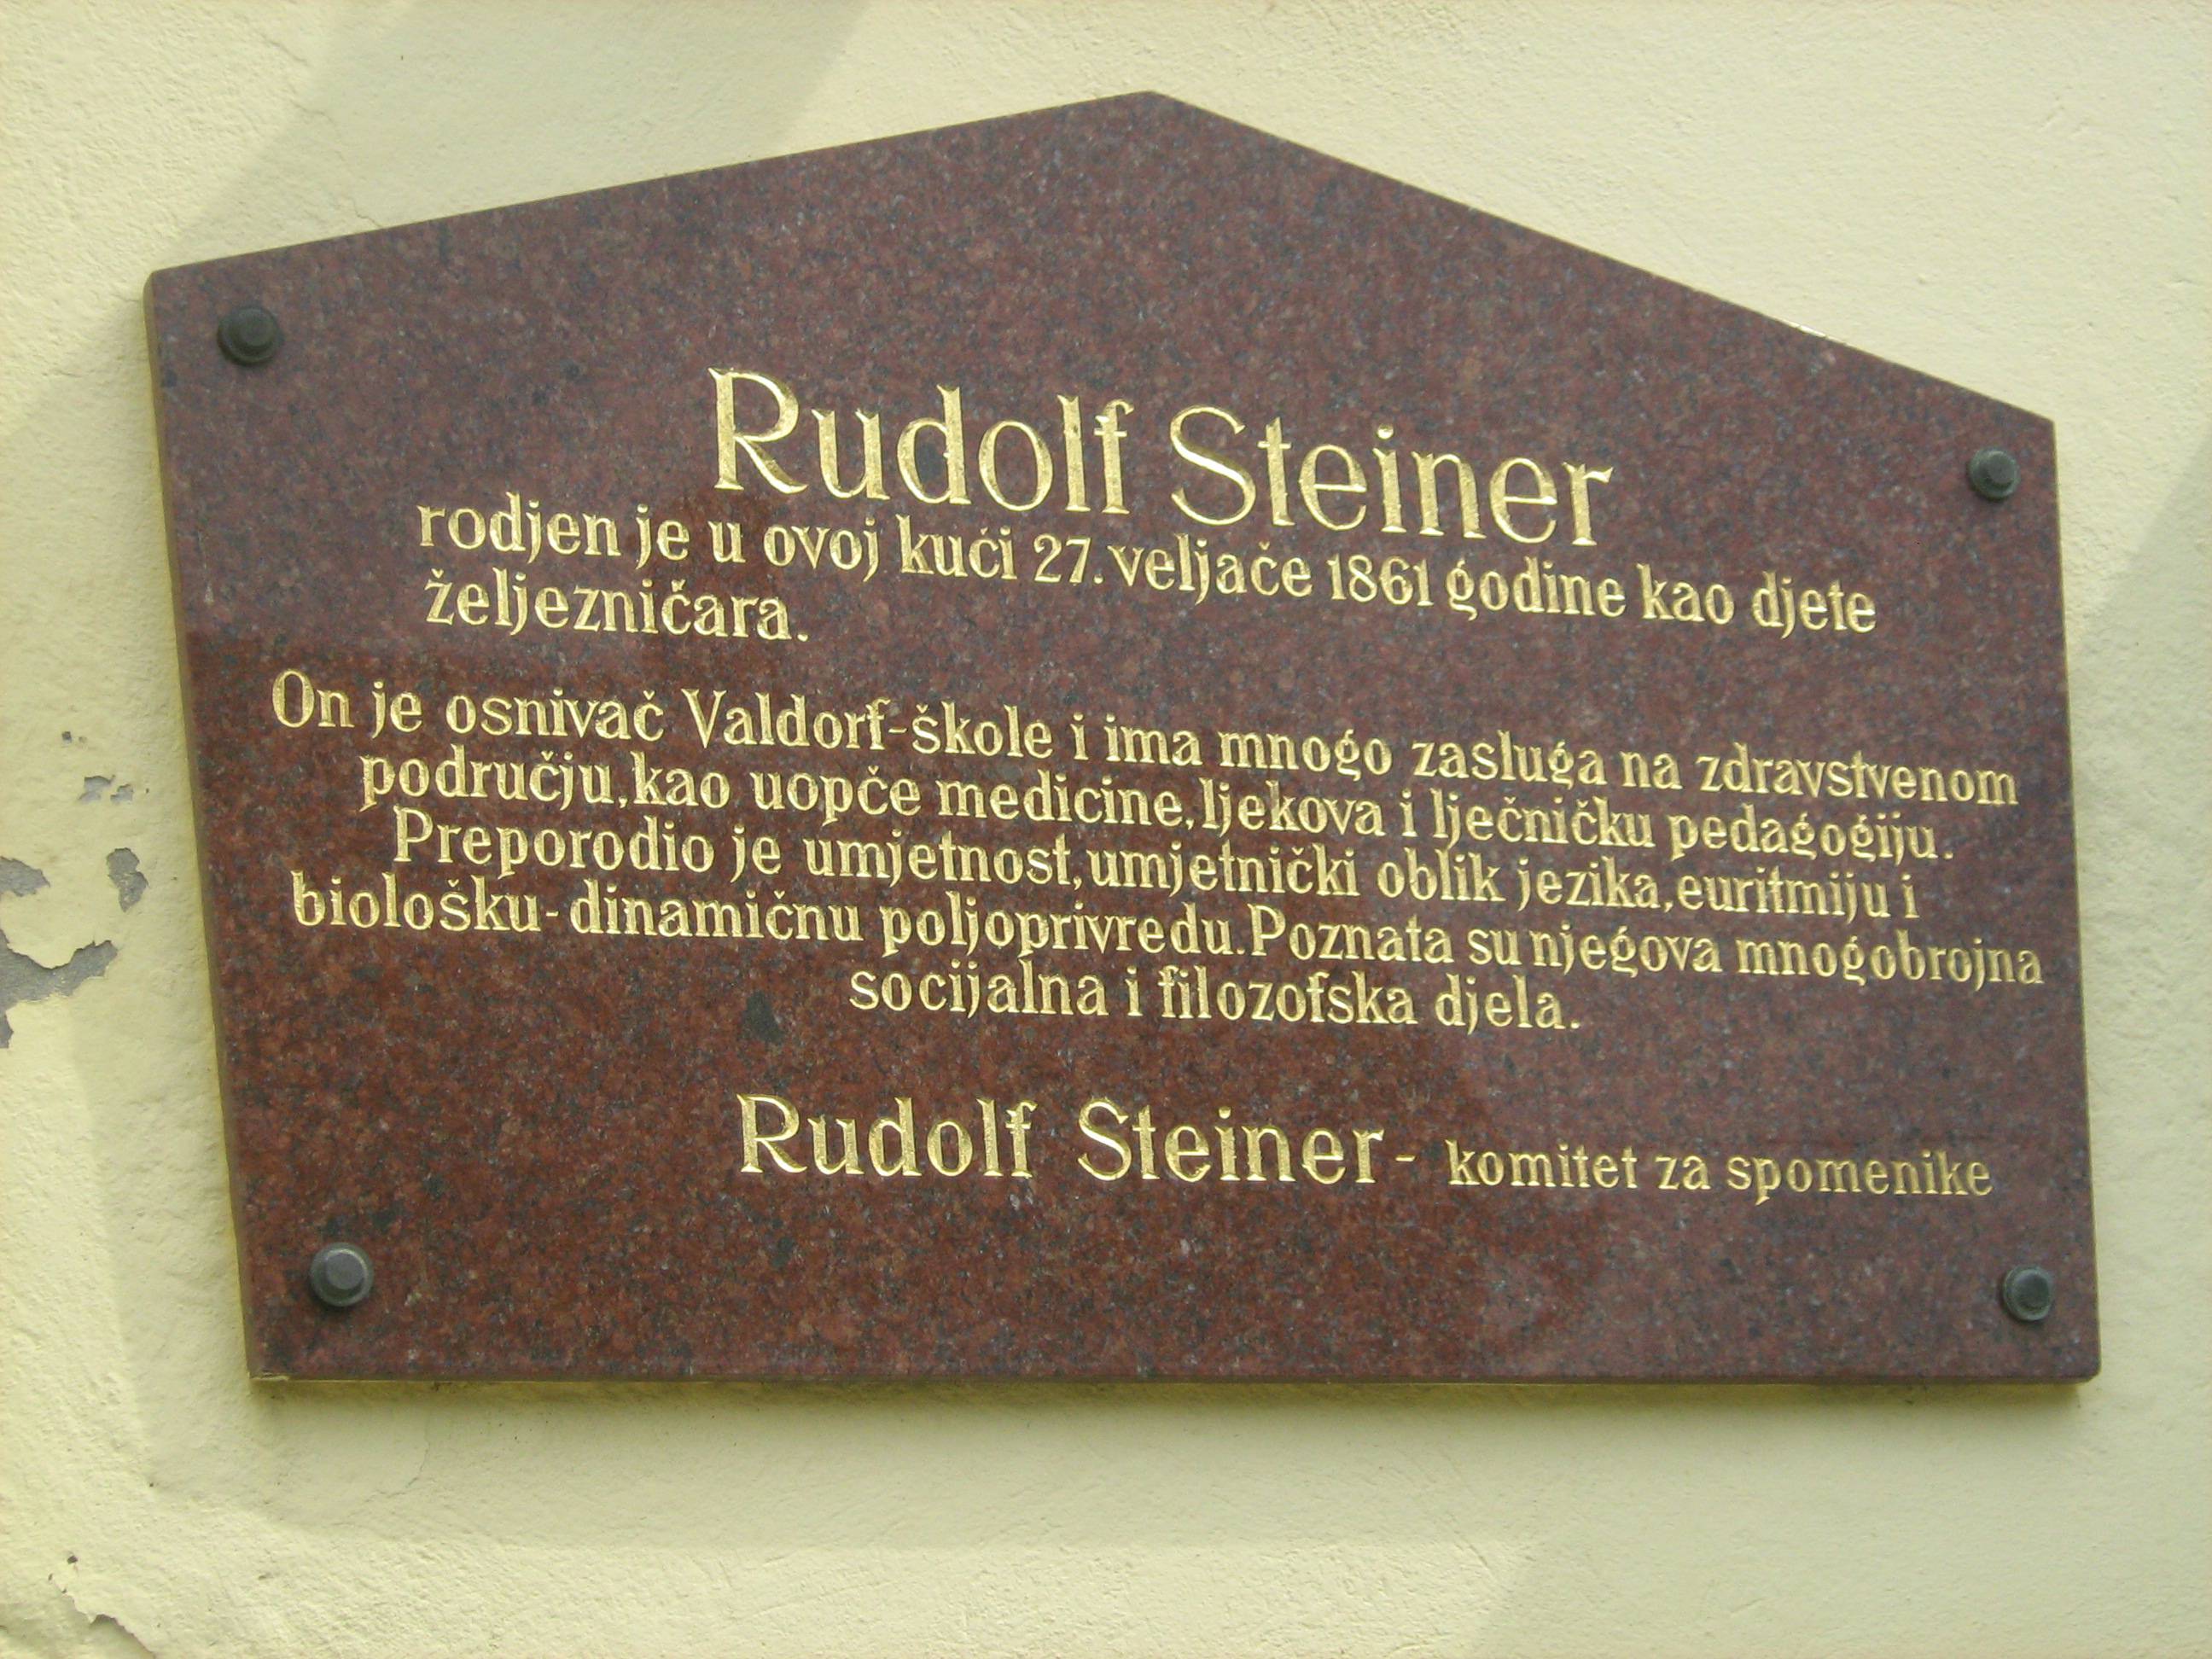 Rudolf Steiner
rodjen je u ovoj kući 27. veljače 1861 godine kao djete
željezničara.
On je osnivač Valdorf-škole i ima mnogo zasluga na zdravstvenom
području, kao uopče medicine, ljekova i lječničku pedagogiju.
Preporodio je umjetnost, umjetnički oblik jezika, euritmiju i
biološku-dinamičnu poljoprivredu. Poznata su njegova mnogobrojna
socijalna i filozofska djela.
Rudolf Steiner - komitet za spomenike